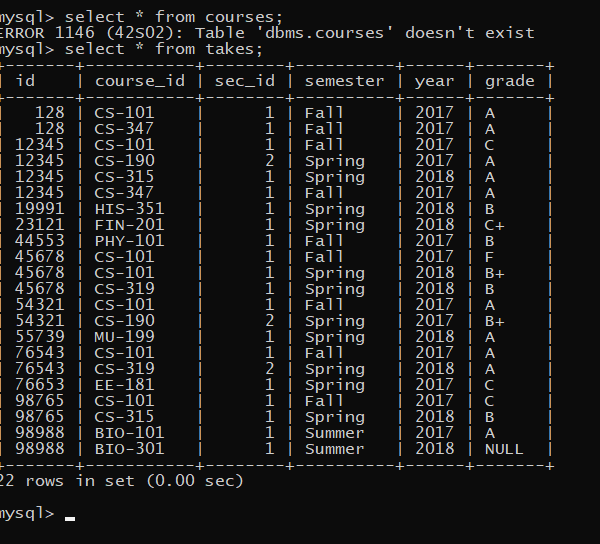 mysql> select * from courses;
ERROR 1146 (42S02): Table 'dbms.courses' doesn't exist
mysql> select * from takes;
+-------+-----------+--------+----------+------+-------+
| id    | course_id | sec_id | semester | year | grade |
+-------+-----------+--------+----------+------+-------+
|   128 | CS-101    |      1 | Fall     | 2017 | A     |
|   128 | CS-347    |      1 | Fall     | 2017 | A     |
| 12345 | CS-101    |      1 | Fall     | 2017 | C     |
| 12345 | CS-190    |      2 | Spring   | 2017 | A     |
| 12345 | CS-315    |      1 | Spring   | 2018 | A     |
| 12345 | CS-347    |      1 | Fall     | 2017 | A     |
| 19991 | HIS-351   |      1 | Spring   | 2018 | B     |
| 23121 | FIN-201   |      1 | Spring   | 2018 | C+    |
| 44553 | PHY-101   |      1 | Fall     | 2017 | B     |
| 45678 | CS-101    |      1 | Fall     | 2017 | F     |
| 45678 | CS-101    |      1 | Spring   | 2018 | B+    |
| 45678 | CS-319    |      1 | Spring   | 2018 | B     |
| 54321 | CS-101    |      1 | Fall     | 2017 | A     |
| 54321 | CS-190    |      2 | Spring   | 2017 | B+    |
| 55739 | MU-199    |      1 | Spring   | 2018 | A     |
| 76543 | CS-101    |      1 | Fall     | 2017 | A     |
| 76543 | CS-319    |      2 | Spring   | 2018 | A     |
| 76653 | EE-181    |      1 | Spring   | 2017 | C     |
| 98765 | CS-101    |      1 | Fall     | 2017 | C     |
| 98765 | CS-315    |      1 | Spring   | 2018 | B     |
| 98988 | BIO-101   |      1 | Summer   | 2017 | A     |
| 98988 | BIO-301   |      1 | Summer   | 2018 | NULL  |
+-------+-----------+--------+----------+------+-------+
22 rows in set (0.00 sec)
mysql>